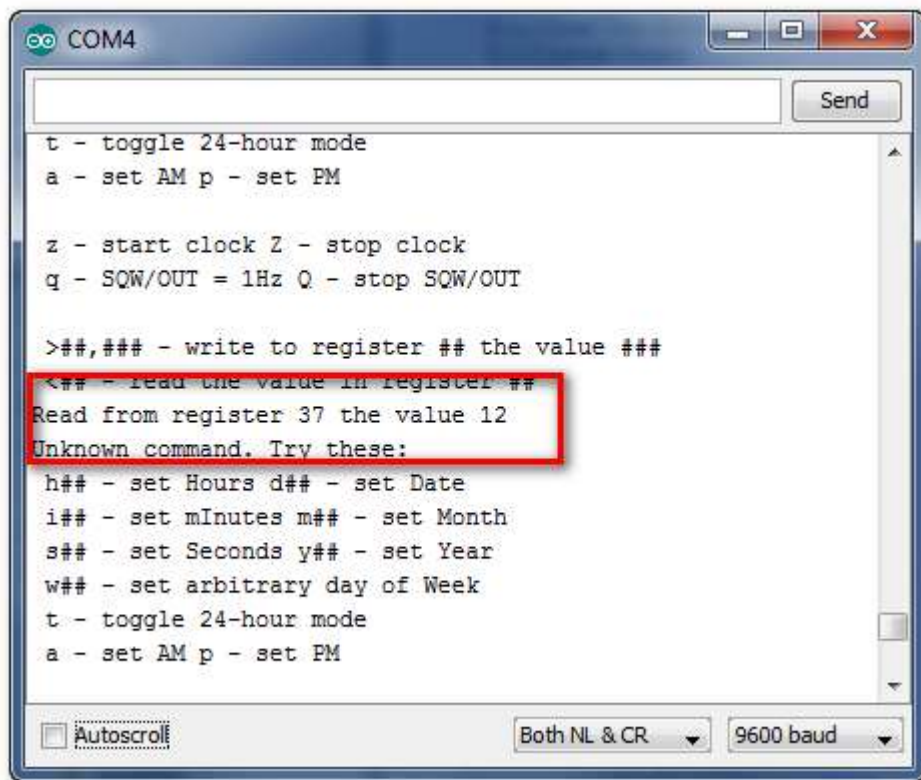 COM4
Send
t - toggle 24-hour mode
a - set AM p - set PM
z - start clock Z - stop clock
q - SQW/OUT = 1Hz Q - stop SQW/OUT
>##,### - write to register ## the value ###
<## - read the value in register ##
Read from register 37 the value 12
Unknown command. Try these:
h## - set Hours d## - set Date
i## - set mInutes m## - set Month
s## - set Seconds y## - set Year
w## - set arbitrary day of Week
t - toggle 24-hour mode
a - set AM p - set PM
Autoscroll
Both NL & CR
9600 baud